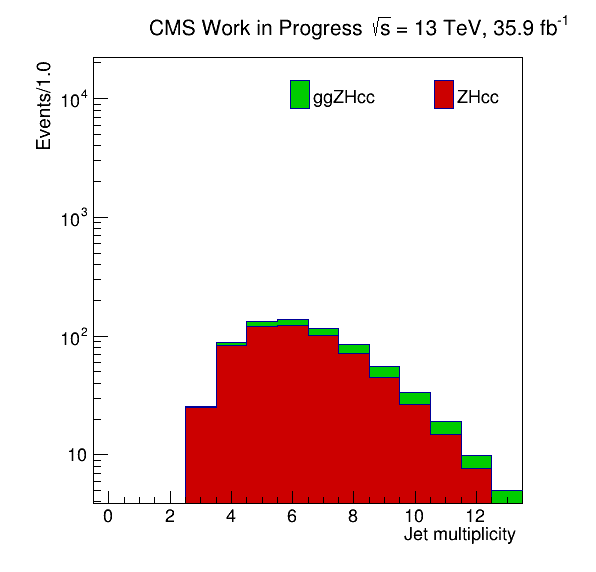 CMS Work in Progress √s = 13 TeV, 35.9 fb⁻¹
Events/1.0
ggZHcc ZHcc
10⁴
10³
10²
10
0 2 4 6 8 10 12
Jet multiplicity